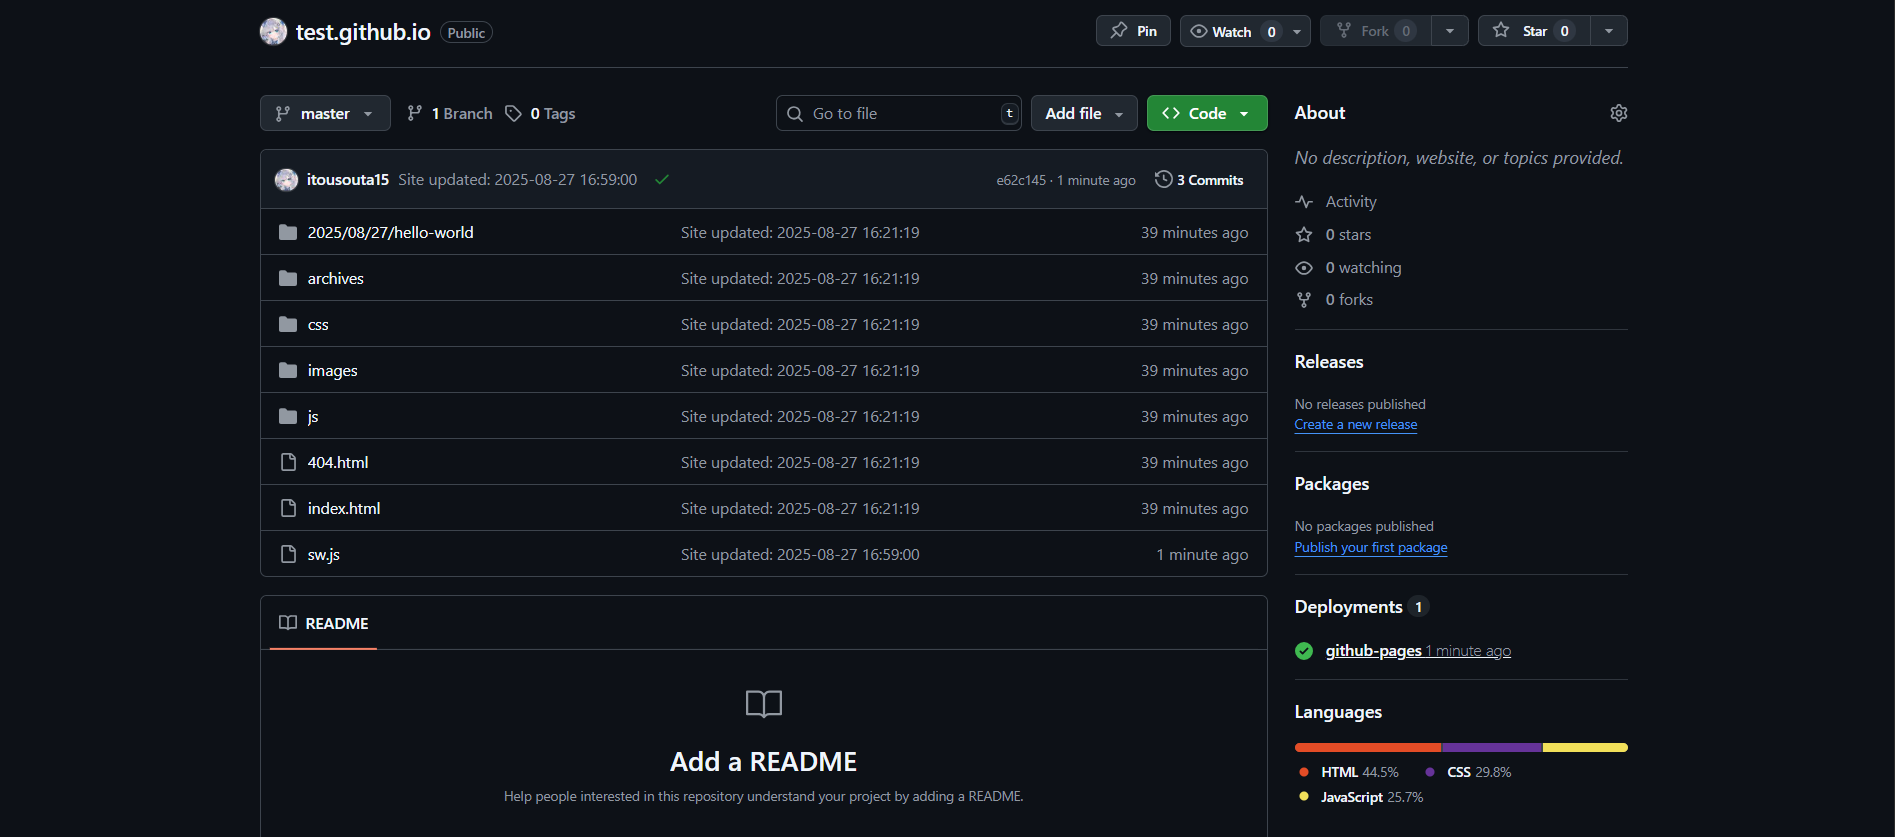 test.github.io Public Pin Watch 0 Fork 0 Star 0
master 1 Branch 0 Tags Go to file t Add file Code
itousouta15 Site updated: 2025-08-27 16:59:00 e62c145 · 1 minute ago 3 Commits
2025/08/27/hello-world Site updated: 2025-08-27 16:21:19 39 minutes ago
archives Site updated: 2025-08-27 16:21:19 39 minutes ago
css Site updated: 2025-08-27 16:21:19 39 minutes ago
images Site updated: 2025-08-27 16:21:19 39 minutes ago
js Site updated: 2025-08-27 16:21:19 39 minutes ago
404.html Site updated: 2025-08-27 16:21:19 39 minutes ago
index.html Site updated: 2025-08-27 16:21:19 39 minutes ago
sw.js Site updated: 2025-08-27 16:59:00 1 minute ago
README
Add a README
Help people interested in this repository understand your project by adding a README.
About
No description, website, or topics provided.
Activity
0 stars
0 watching
0 forks
Releases
No releases published
Create a new release
Packages
No packages published
Publish your first package
Deployments 1
github-pages 1 minute ago
Languages
HTML 44.5% CSS 29.8%
JavaScript 25.7%